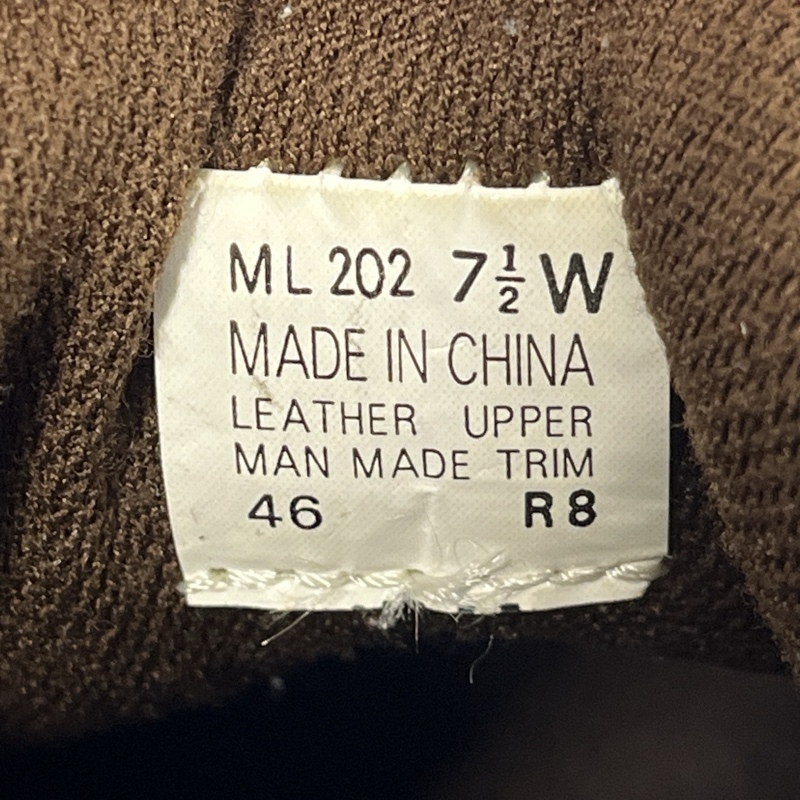 ML 202 7½ W
MADE IN CHINA
LEATHER UPPER
MAN MADE TRIM
46 R8